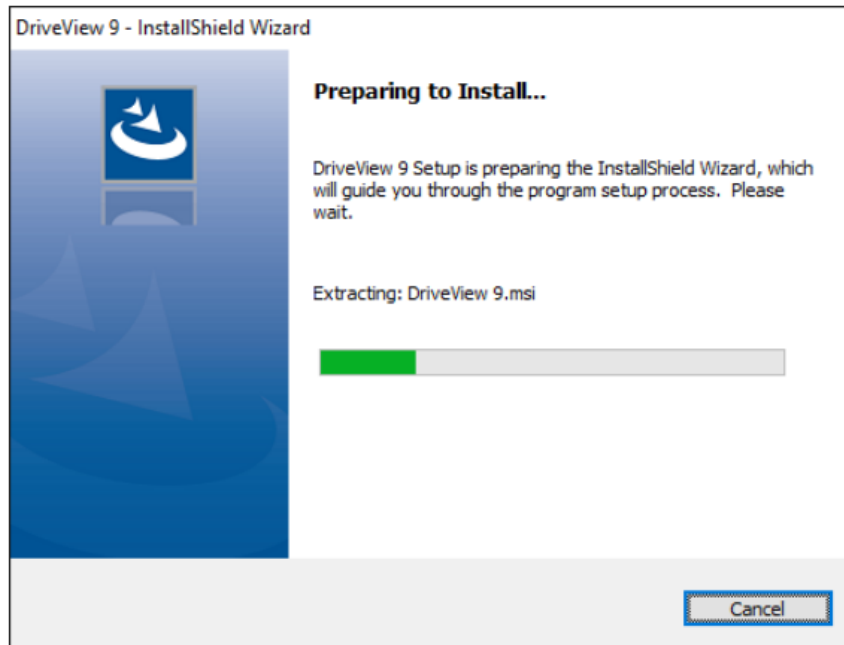 DriveView 9 - InstallShield Wizard
Preparing to Install...
DriveView 9 Setup is preparing the InstallShield Wizard, which
will guide you through the program setup process.  Please
wait.
Extracting: DriveView 9.msi
Cancel